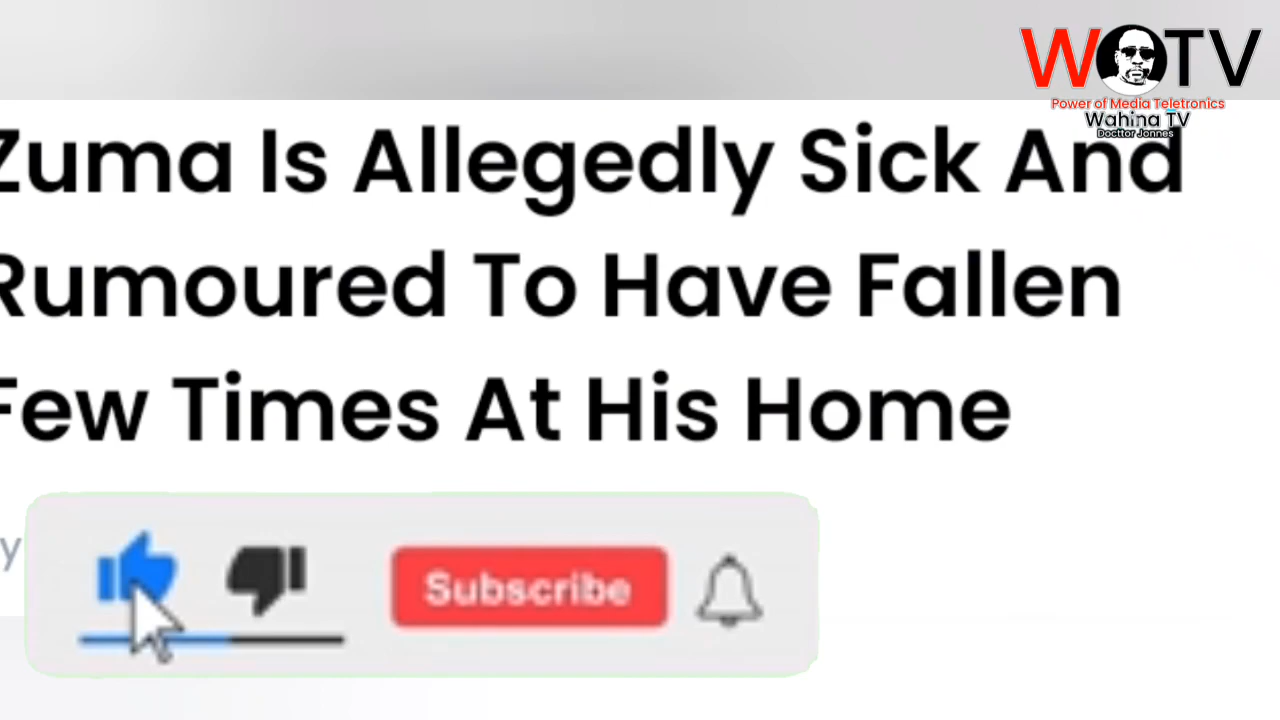 WOTV
Power of Media Teletronics
Wahina TV
Docttor Jonnes
Zuma Is Allegedly Sick And
Rumoured To Have Fallen
Few Times At His Home
y
Subscribe